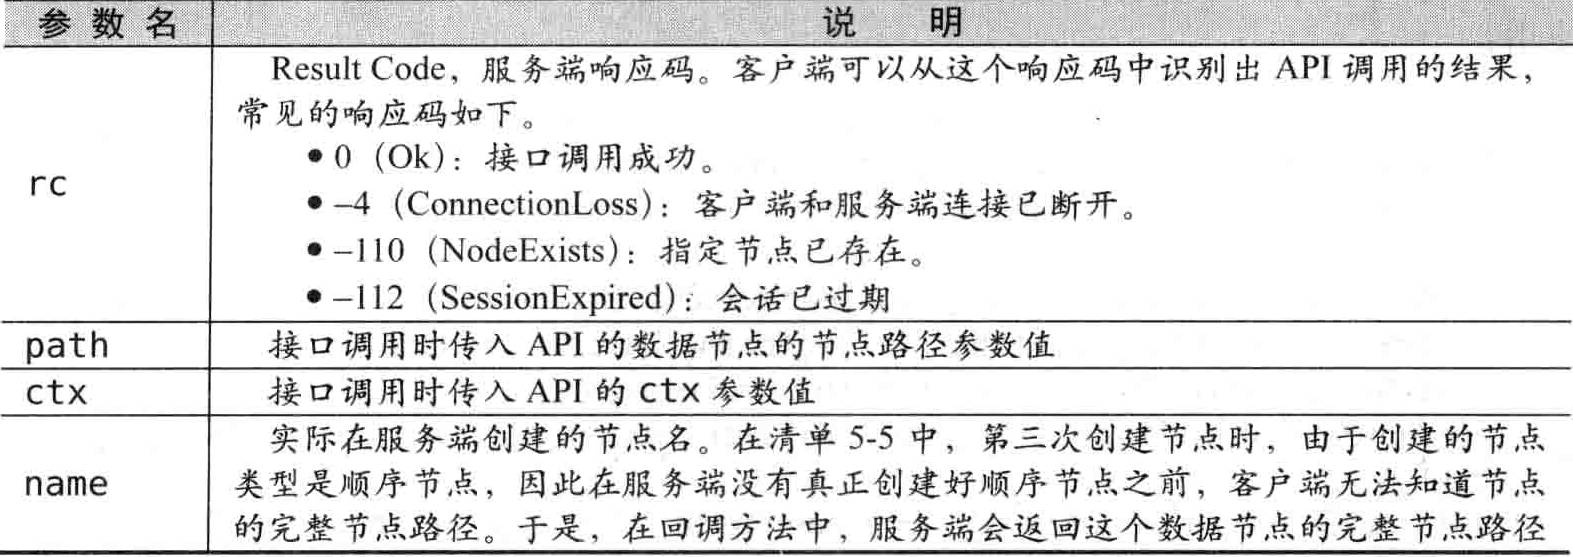 参 数 名 说 明
Result Code，服务端响应码。客户端可以从这个响应码中识别出 API 调用的结果，
常见的响应码如下。
● 0（Ok）：接口调用成功。
rc
● –4（ConnectionLoss）：客户端和服务端连接已断开。
● –110（NodeExists）：指定节点已存在。
● –112（SessionExpired）：会话已过期
path 接口调用时传入 API 的数据节点的节点路径参数值
ctx 接口调用时传入 API 的 ctx 参数值
实际在服务端创建的节点名。在清单 5-5 中，第三次创建节点时，由于创建的节点
name 类型是顺序节点，因此在服务端没有真正创建好顺序节点之前，客户端无法知道节点
的完整节点路径。于是，在回调方法中，服务端会返回这个数据节点的完整节点路径